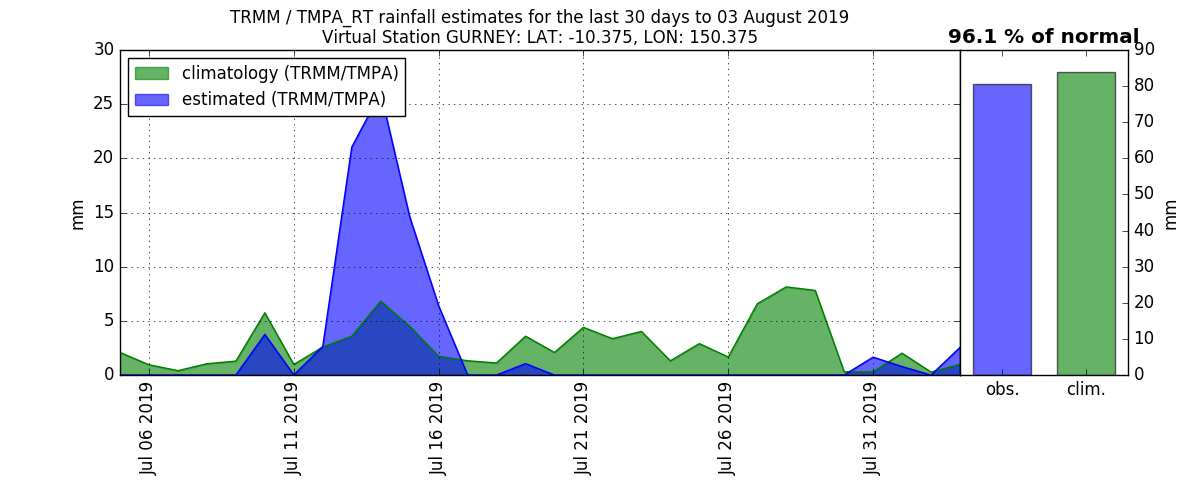 TRMM / TMPA_RT rainfall estimates for the last 30 days to 03 August 2019
Virtual Station GURNEY: LAT: -10.375, LON: 150.375
96.1 % of normal
climatology (TRMM/TMPA)
estimated (TRMM/TMPA)
30
25
20
15
10
5
0
mm
Jul 06 2019
Jul 11 2019
Jul 16 2019
Jul 21 2019
Jul 26 2019
Jul 31 2019
obs.
clim.
90
80
70
60
50
40
30
20
10
0
mm